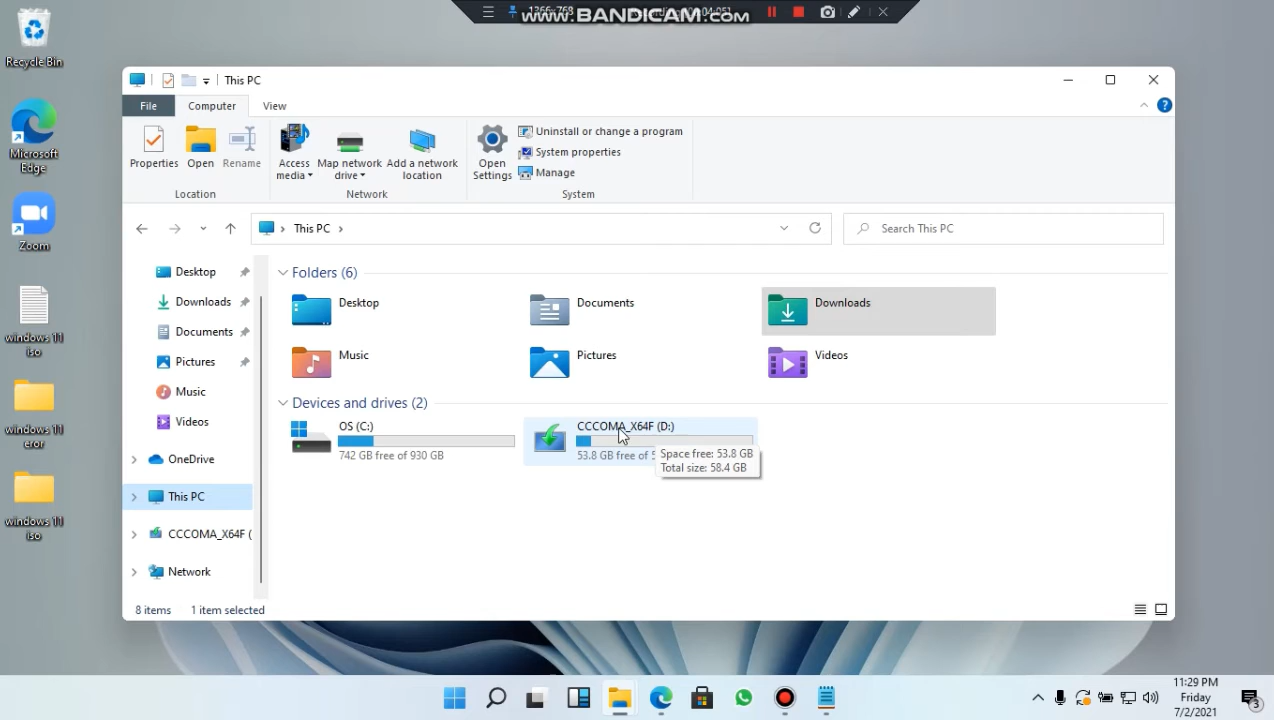 1366x768
www.BANDICAM.com
Recycle Bin
Microsoft
Edge
Zoom
windows 11
iso
windows 11
eror
windows 11
iso
This PC
File
Computer
View
Properties
Open
Rename
Access
media
Map network
drive
Add a network
location
Open
Settings
Uninstall or change a program
System properties
Manage
Location
Network
System
This PC
Search This PC
Desktop
Downloads
Documents
Pictures
Music
Videos
OneDrive
This PC
CCCOMA_X64F (
Network
Folders (6)
Desktop
Documents
Downloads
Music
Pictures
Videos
Devices and drives (2)
OS (C:)
742 GB free of 930 GB
CCCOMA_X64F (D:)
53.8 GB free of 5
Space free: 53.8 GB
Total size: 58.4 GB
8 items
1 item selected
11:29 PM
Friday
7/2/2021
3